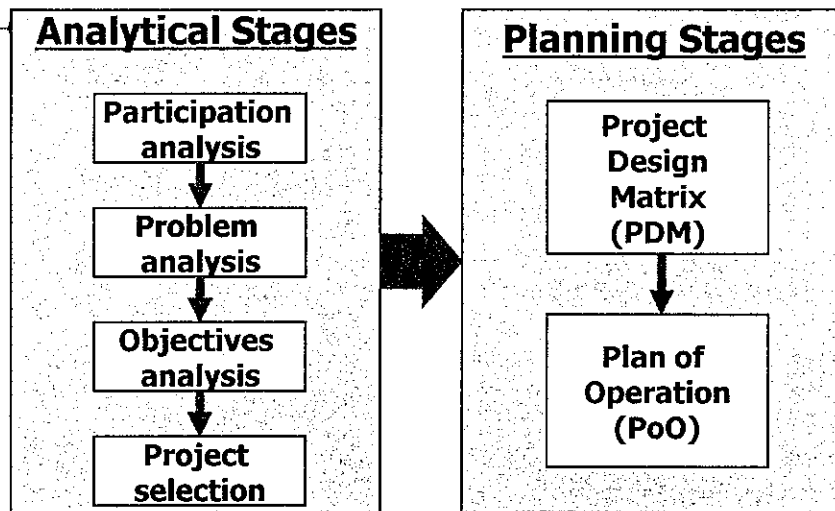 Analytical Stages
Participation
analysis
Problem
analysis
Objectives
analysis
Project
selection
Planning Stages
Project
Design
Matrix
(PDM)
Plan of
Operation
(PoO)